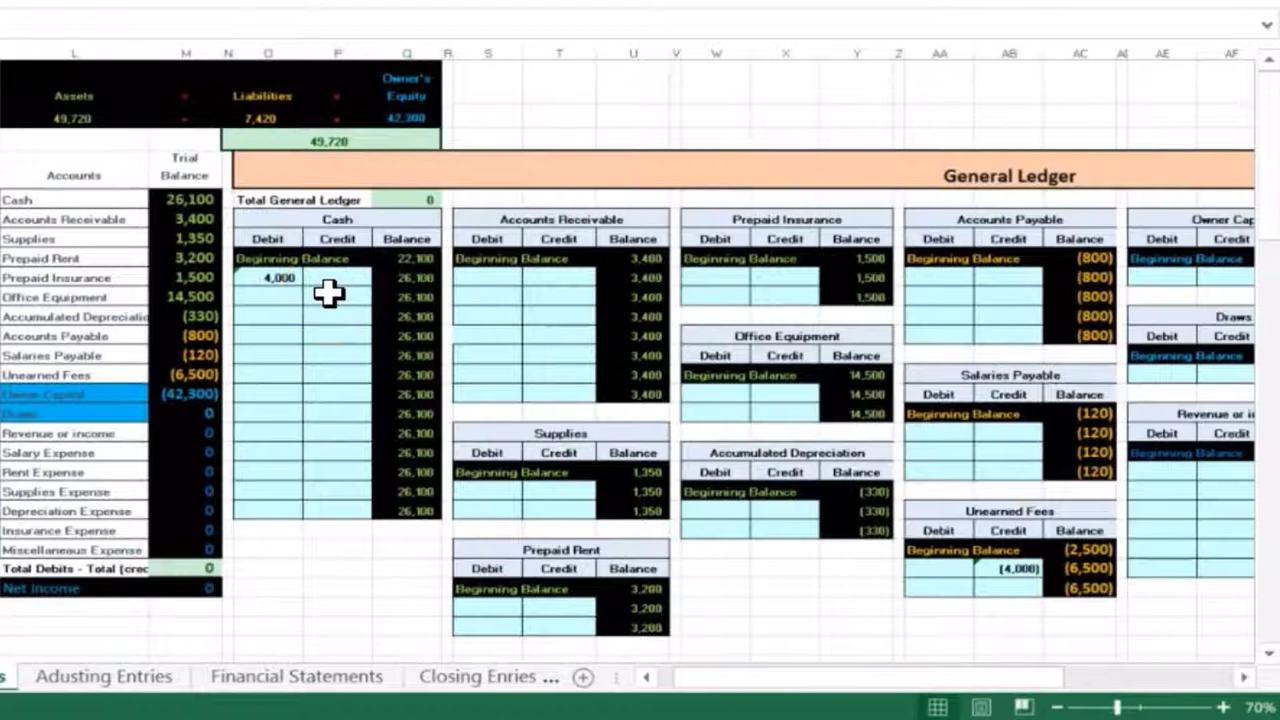 L M N O P Q R S T U V W X Y Z AA AB AC AE AF
Assets = Liabilities + Owner's Equity
49,720 = 7,420 + 42,300
49,720
Accounts Trial Balance General Ledger
Cash 26,100 Total General Ledger 0
Accounts Receivable 3,400 Cash Accounts Receivable Prepaid Insurance Accounts Payable Owner Cap
Supplies 1,350 Debit Credit Balance Debit Credit Balance Debit Credit Balance Debit Credit Balance Debit Credit
Prepaid Rent 3,200 Beginning Balance 22,100 Beginning Balance 3,400 Beginning Balance 1,500 Beginning Balance (800) Beginning Balance
Prepaid Insurance 1,500 4,000 26,100 3,400 1,500 (800)
Office Equipment 14,500 26,100 3,400 1,500 (800)
Accumulated Depreciatio (330) 26,100 3,400 (800) Draws
Accounts Payable (800) 26,100 3,400 Office Equipment (800) Debit Credit
Salaries Payable (120) 26,100 3,400 Debit Credit Balance Beginning Balance
Unearned Fees (6,500) 26,100 3,400 Beginning Balance 14,500 Salaries Payable
Owner Capital (42,300) 26,100 3,400 14,500 Debit Credit Balance
Draws 0 26,100 14,500 Beginning Balance (120) Revenue or i
Revenue or income 0 26,100 Supplies (120) Debit Credit
Salary Expense 0 26,100 Debit Credit Balance Accumulated Depreciation (120) Beginning Balance
Rent Expense 0 26,100 Beginning Balance 1,350 Debit Credit Balance (120)
Supplies Expense 0 26,100 1,350 Beginning Balance (330)
Depreciation Expense 0 26,100 1,350 (330) Unearned Fees
Insurance Expense 0 (330) Debit Credit Balance
Miscellaneous Expense 0 Prepaid Rent Beginning Balance (2,500)
Total Debits - Total (crec 0 Debit Credit Balance (4,000) (6,500)
Net Income 0 Beginning Balance 3,200 (6,500)
3,200
3,200
s Adusting Entries Financial Statements Closing Enries ...
70%